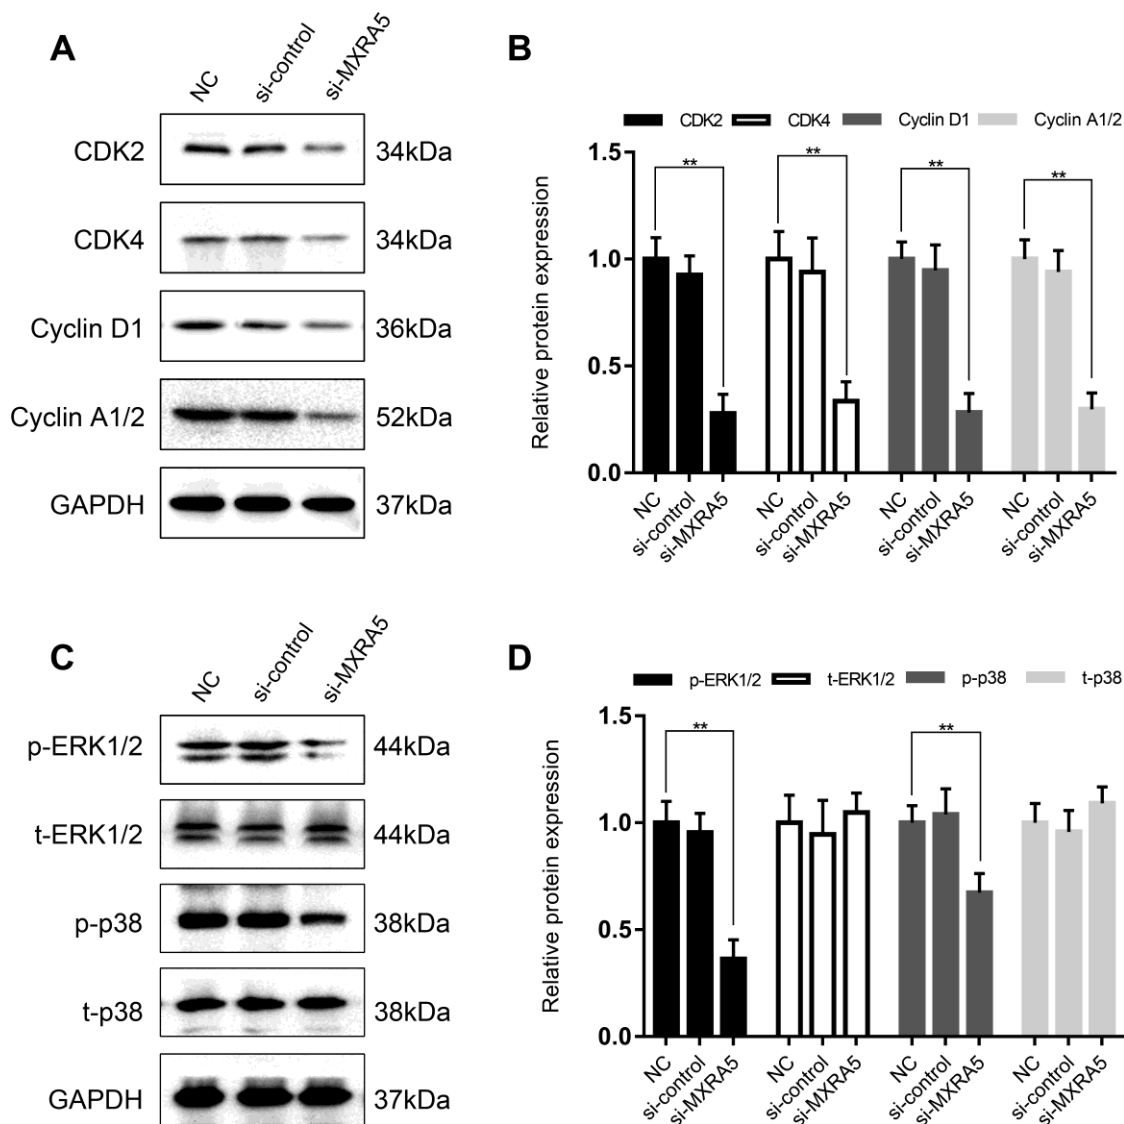 A
NC si-control si-MXRA5
CDK2 34kDa
CDK4 34kDa
Cyclin D1 36kDa
Cyclin A1/2 52kDa
GAPDH 37kDa
B
CDK2 CDK4 Cyclin D1 Cyclin A1/2
Relative protein expression
1.5
1.0
0.5
0.0
** ** ** **
NC si-control si-MXRA5 NC si-control si-MXRA5 NC si-control si-MXRA5 NC si-control si-MXRA5
C
NC si-control si-MXRA5
p-ERK1/2 44kDa
t-ERK1/2 44kDa
p-p38 38kDa
t-p38 38kDa
GAPDH 37kDa
D
p-ERK1/2 t-ERK1/2 p-p38 t-p38
Relative protein expression
1.5
1.0
0.5
0.0
** **
NC si-control si-MXRA5 NC si-control si-MXRA5 NC si-control si-MXRA5 NC si-control si-MXRA5